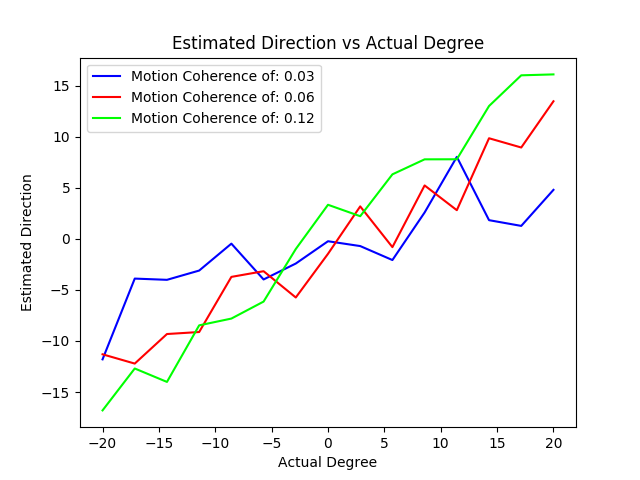 Estimated Direction vs Actual Degree
Motion Coherence of: 0.03
Motion Coherence of: 0.06
Motion Coherence of: 0.12
15
10
5
0
−5
−10
−15
Estimated Direction
−20
−15
−10
−5
0
5
10
15
20
Actual Degree